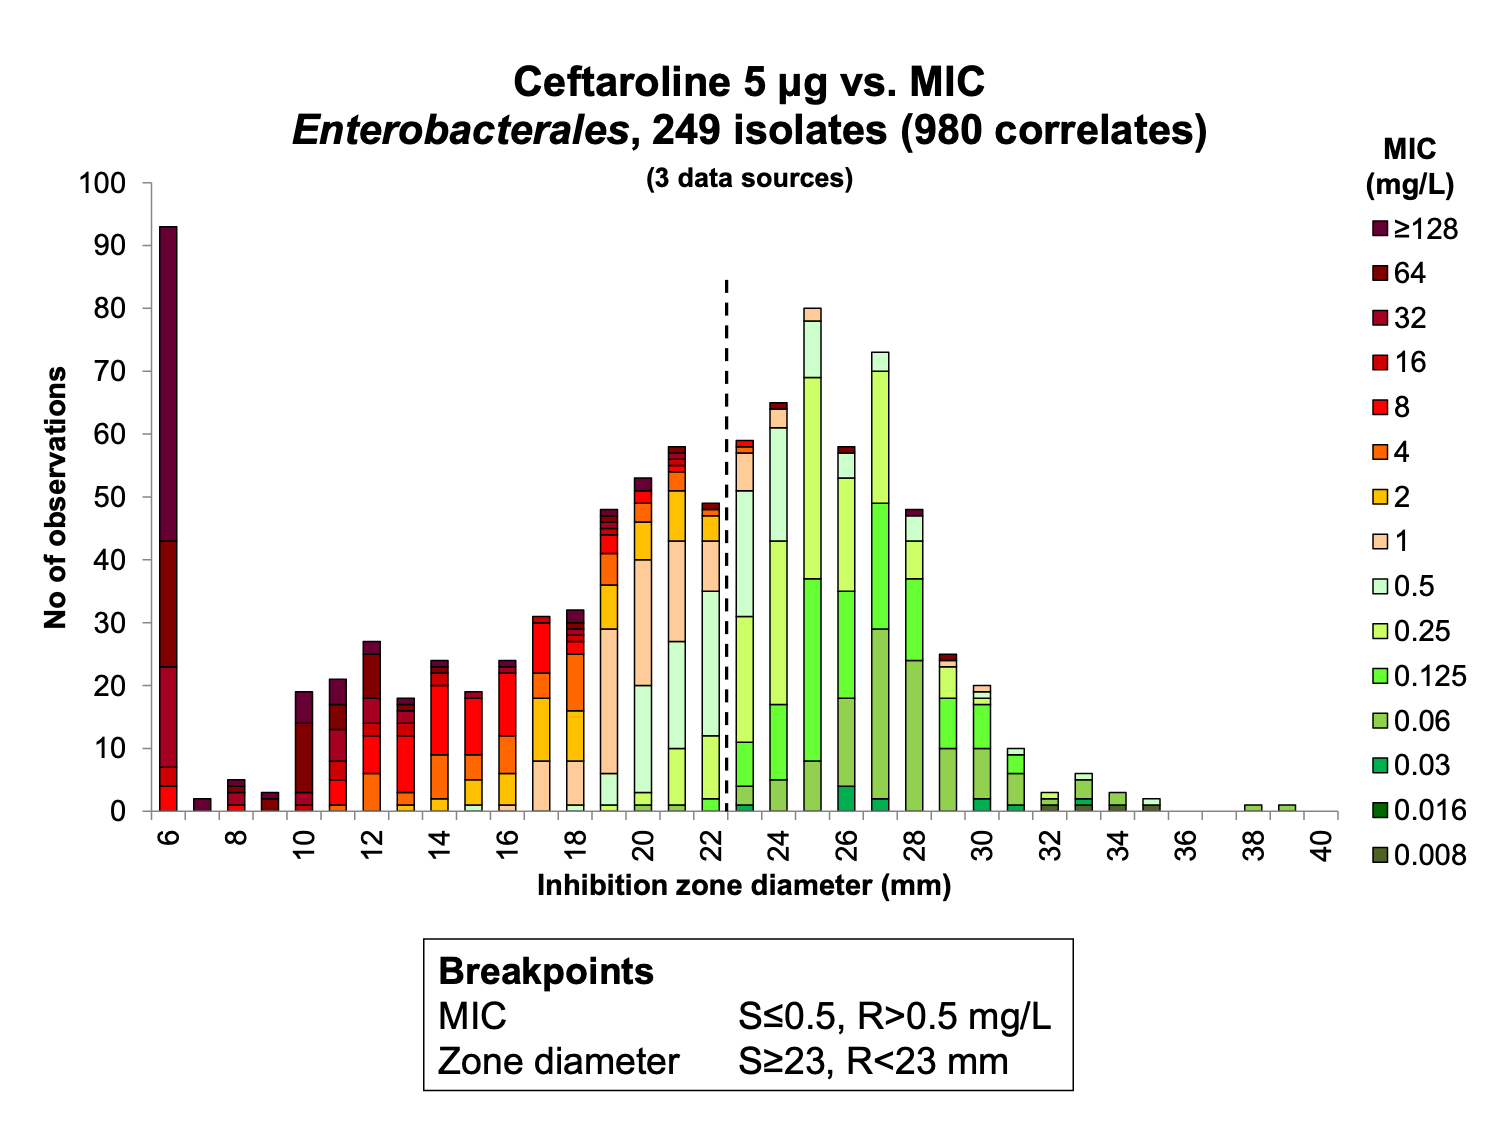 Ceftaroline 5 µg vs. MIC
Enterobacterales, 249 isolates (980 correlates)
(3 data sources)
MIC
(mg/L)
≥128
64
32
16
8
4
2
1
0.5
0.25
0.125
0.06
0.03
0.016
0.008
No of observations
100
90
80
70
60
50
40
30
20
10
0
6 8 10 12 14 16 18 20 22 24 26 28 30 32 34 36 38 40
Inhibition zone diameter (mm)
Breakpoints
MIC S≤0.5, R>0.5 mg/L
Zone diameter S≥23, R<23 mm